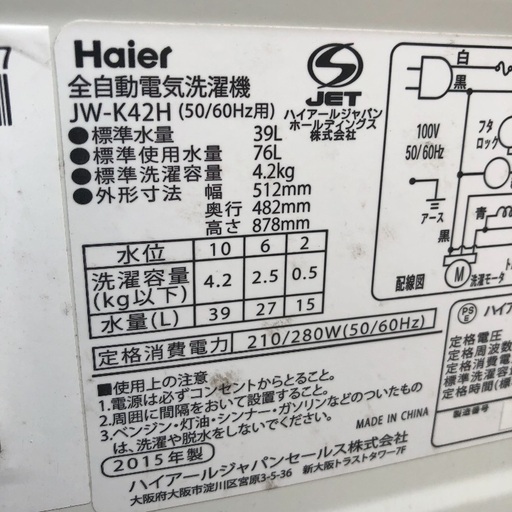 7
Haier
全自動電気洗濯機
JW-K42H (50/60Hz用)
■標準水量 39L
■標準使用水量 76L
■標準洗濯容量 4.2kg
■外形寸法 幅 512mm
奥行 482mm
高さ 878mm
水位 10 6 2
洗濯容量(kg以下) 4.2 2.5 0.5
水量(L) 39 27 15
定格消費電力 210/280W(50/60Hz)
■使用上の注意
1.電源は必ずコンセントからとること。
2.周囲に間隔をおいて設置すること。
3.ベンジン・灯油・シンナー・ガソリンなどのついたもの
は、洗濯や脱水をしないでください。
MADE IN CHINA
2015年製
ハイアールジャパンセールス株式会社
大阪府大阪市淀川区宮原3-5-36 新大阪トラストタワー7F
S
JET
ハイアールジャパン
ホールディングス
株式会社
白
黒
100V
50/60Hz
フタ
ロック
アース
青
黒
M
洗濯モータ
配線図
PS
E
ハイア
定格電圧
定格周波数
定格消費電
標準洗濯容
定格時間(標
製造番号